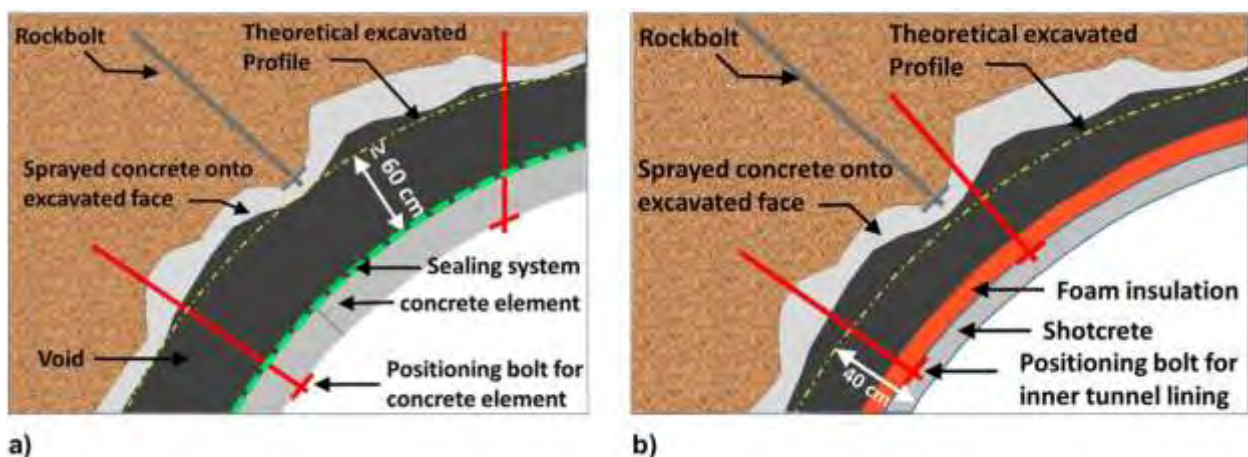 Rockbolt
Theoretical excavated
Profile
Sprayed concrete onto
excavated face
≥ 60 cm
Sealing system
concrete element
Void
Positioning bolt for
concrete element
a)
Rockbolt
Theoretical excavated
Profile
Sprayed concrete onto
excavated face
Foam insulation
Shotcrete
40 cm
Positioning bolt for
inner tunnel lining
b)